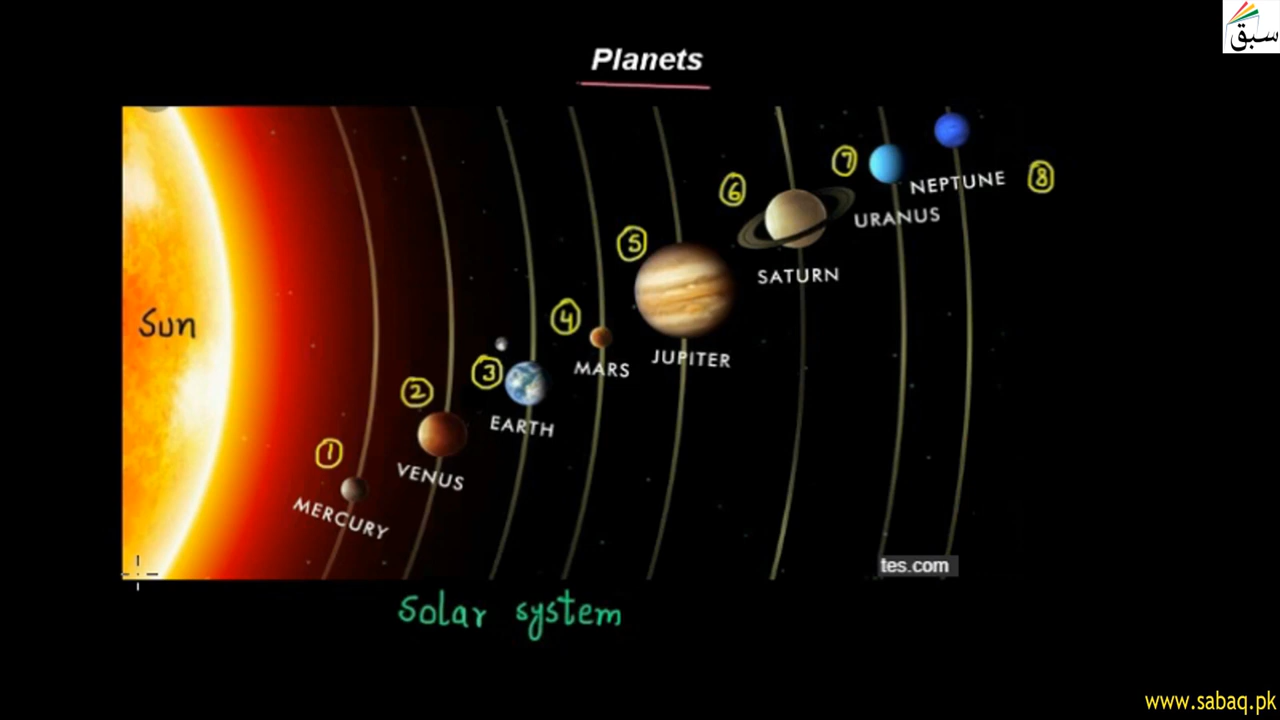 سبق
Planets
8
7
NEPTUNE
6
URANUS
5
SATURN
Sun
4
JUPITER
3
MARS
2
EARTH
1
VENUS
MERCURY
tes.com
Solar system
www.sabaq.pk